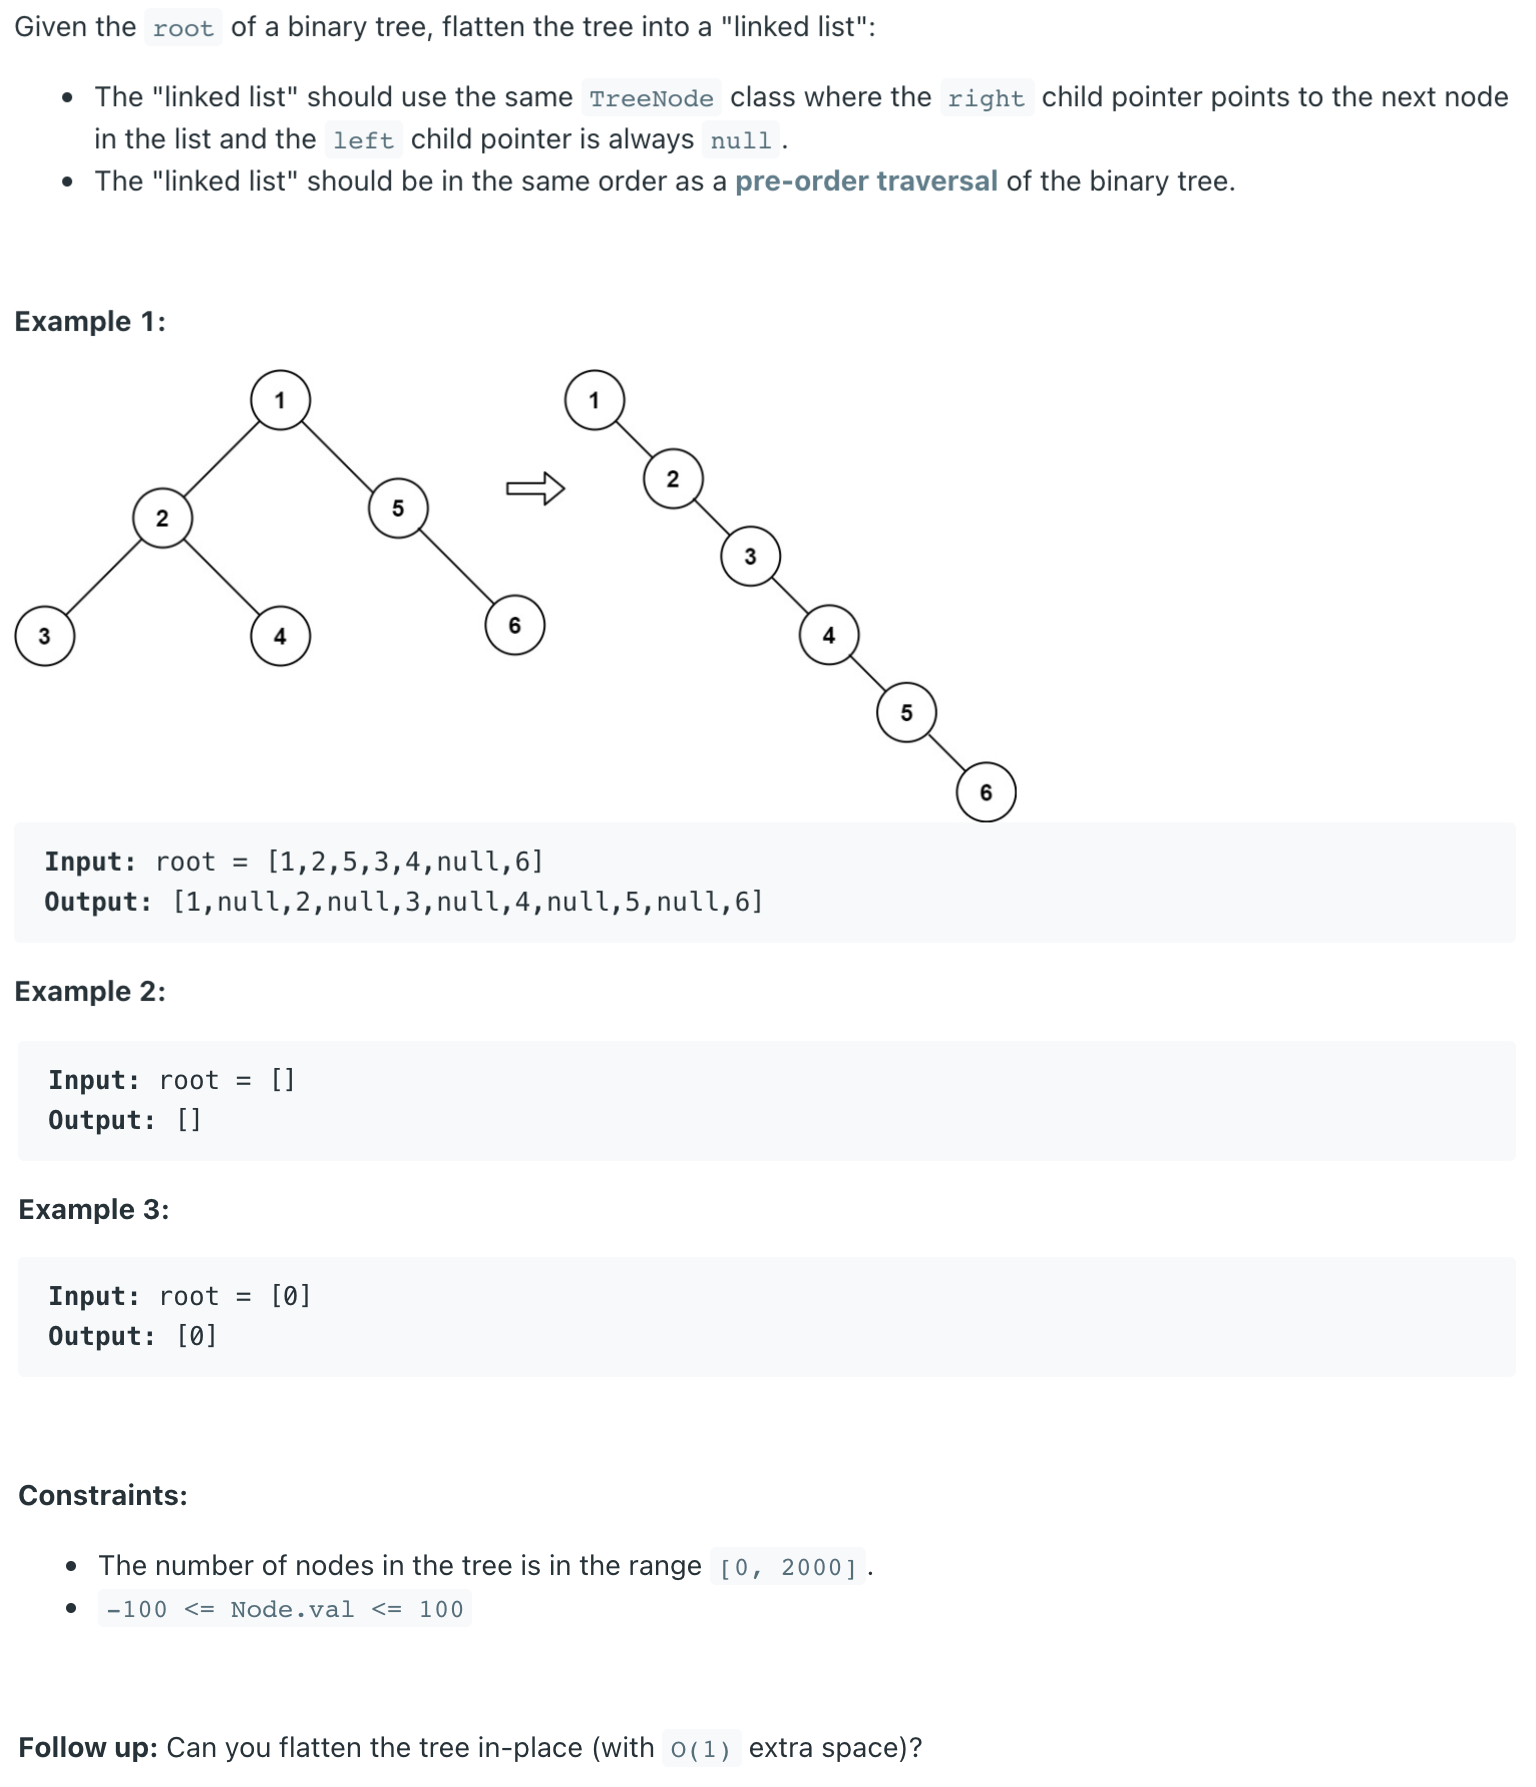 Given the root of a binary tree, flatten the tree into a "linked list":
• The "linked list" should use the same TreeNode class where the right child pointer points to the next node
in the list and the left child pointer is always null.
• The "linked list" should be in the same order as a pre-order traversal of the binary tree.
Example 1:
1
2
5
3
4
6
1
2
3
4
5
6
Input: root = [1,2,5,3,4,null,6]
Output: [1,null,2,null,3,null,4,null,5,null,6]
Example 2:
Input: root = []
Output: []
Example 3:
Input: root = [0]
Output: [0]
Constraints:
• The number of nodes in the tree is in the range [0, 2000].
• -100 <= Node.val <= 100
Follow up: Can you flatten the tree in-place (with O(1) extra space)?